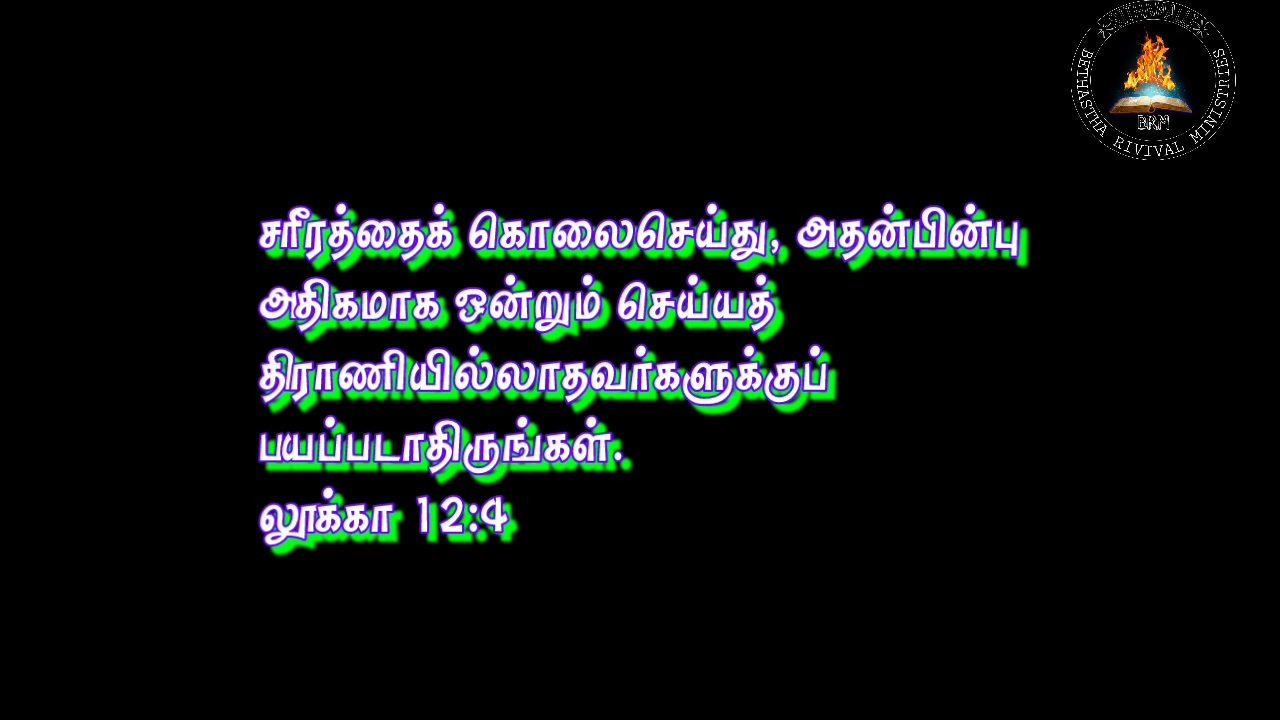 சரீரத்தைக் கொலைசெய்து, அதன்பின்பு
அதிகமாக ஒன்றும் செய்யத்
திராணியில்லாதவர்களுக்குப்
பயப்படாதிருங்கள்.
லூக்கா 12:4
BRM
BETHASTHA RIVIVAL MINISTRIES